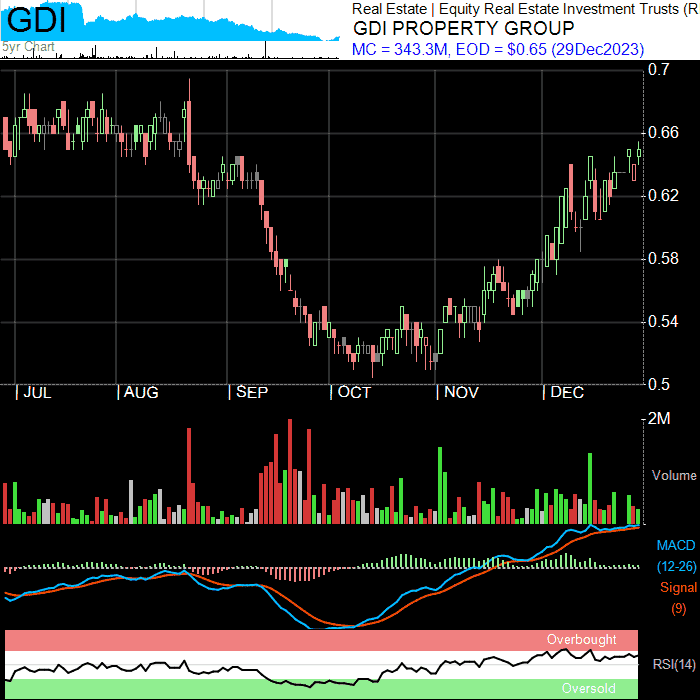 GDI
5yr Chart
Real Estate | Equity Real Estate Investment Trusts (R
GDI PROPERTY GROUP
MC = 343.3M, EOD = $0.65 (29Dec2023)
0.7
0.66
0.62
0.58
0.54
0.5
JUL AUG SEP OCT NOV DEC
2M
Volume
MACD
(12-26)
Signal
(9)
Overbought
RSI(14)
Oversold